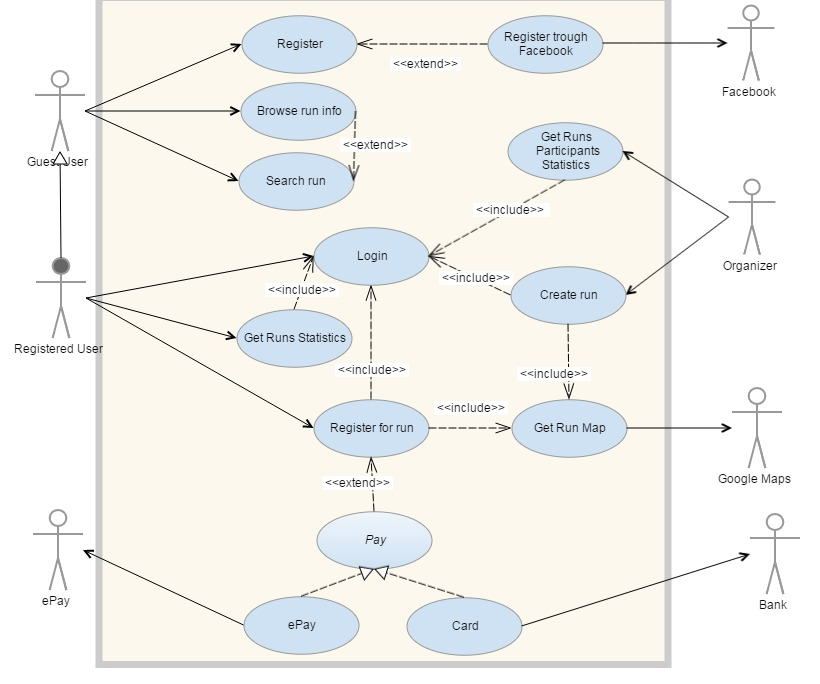 Register
Register trough
Facebook
<<extend>>
Facebook
Browse run info
<<extend>>
Get Runs
Participants
Statistics
Guest User
Search run
<<include>>
Organizer
Login
<<include>>
<<include>>
Create run
Registered User
Get Runs Statistics
<<include>>
<<include>>
<<include>>
Register for run
Get Run Map
Google Maps
<<extend>>
Pay
ePay
ePay
Card
Bank